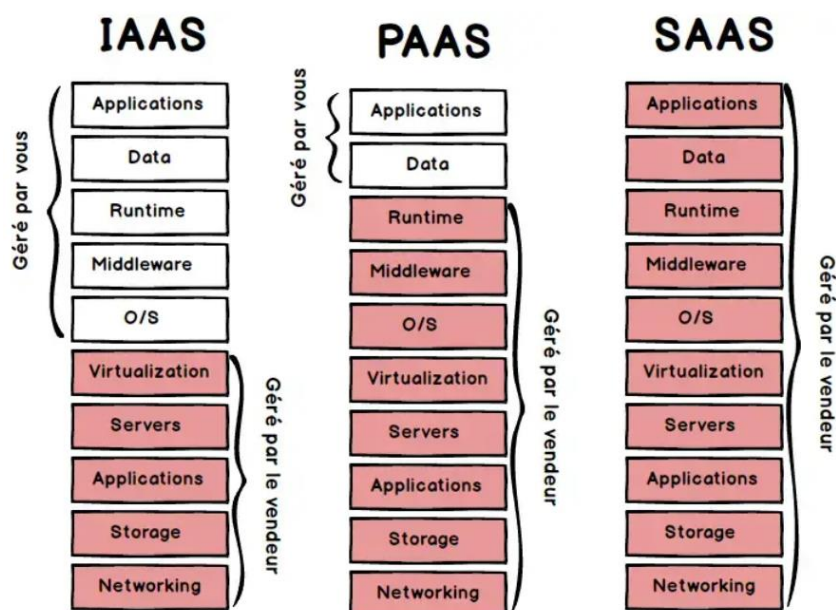 IAAS
Géré par vous
Applications
Data
Runtime
Middleware
O/S
Virtualization
Servers
Applications
Storage
Networking
Géré par le vendeur
PAAS
Géré par vous
Applications
Data
Runtime
Middleware
O/S
Virtualization
Servers
Applications
Storage
Networking
Géré par le vendeur
SAAS
Applications
Data
Runtime
Middleware
O/S
Virtualization
Servers
Applications
Storage
Networking
Géré par le vendeur